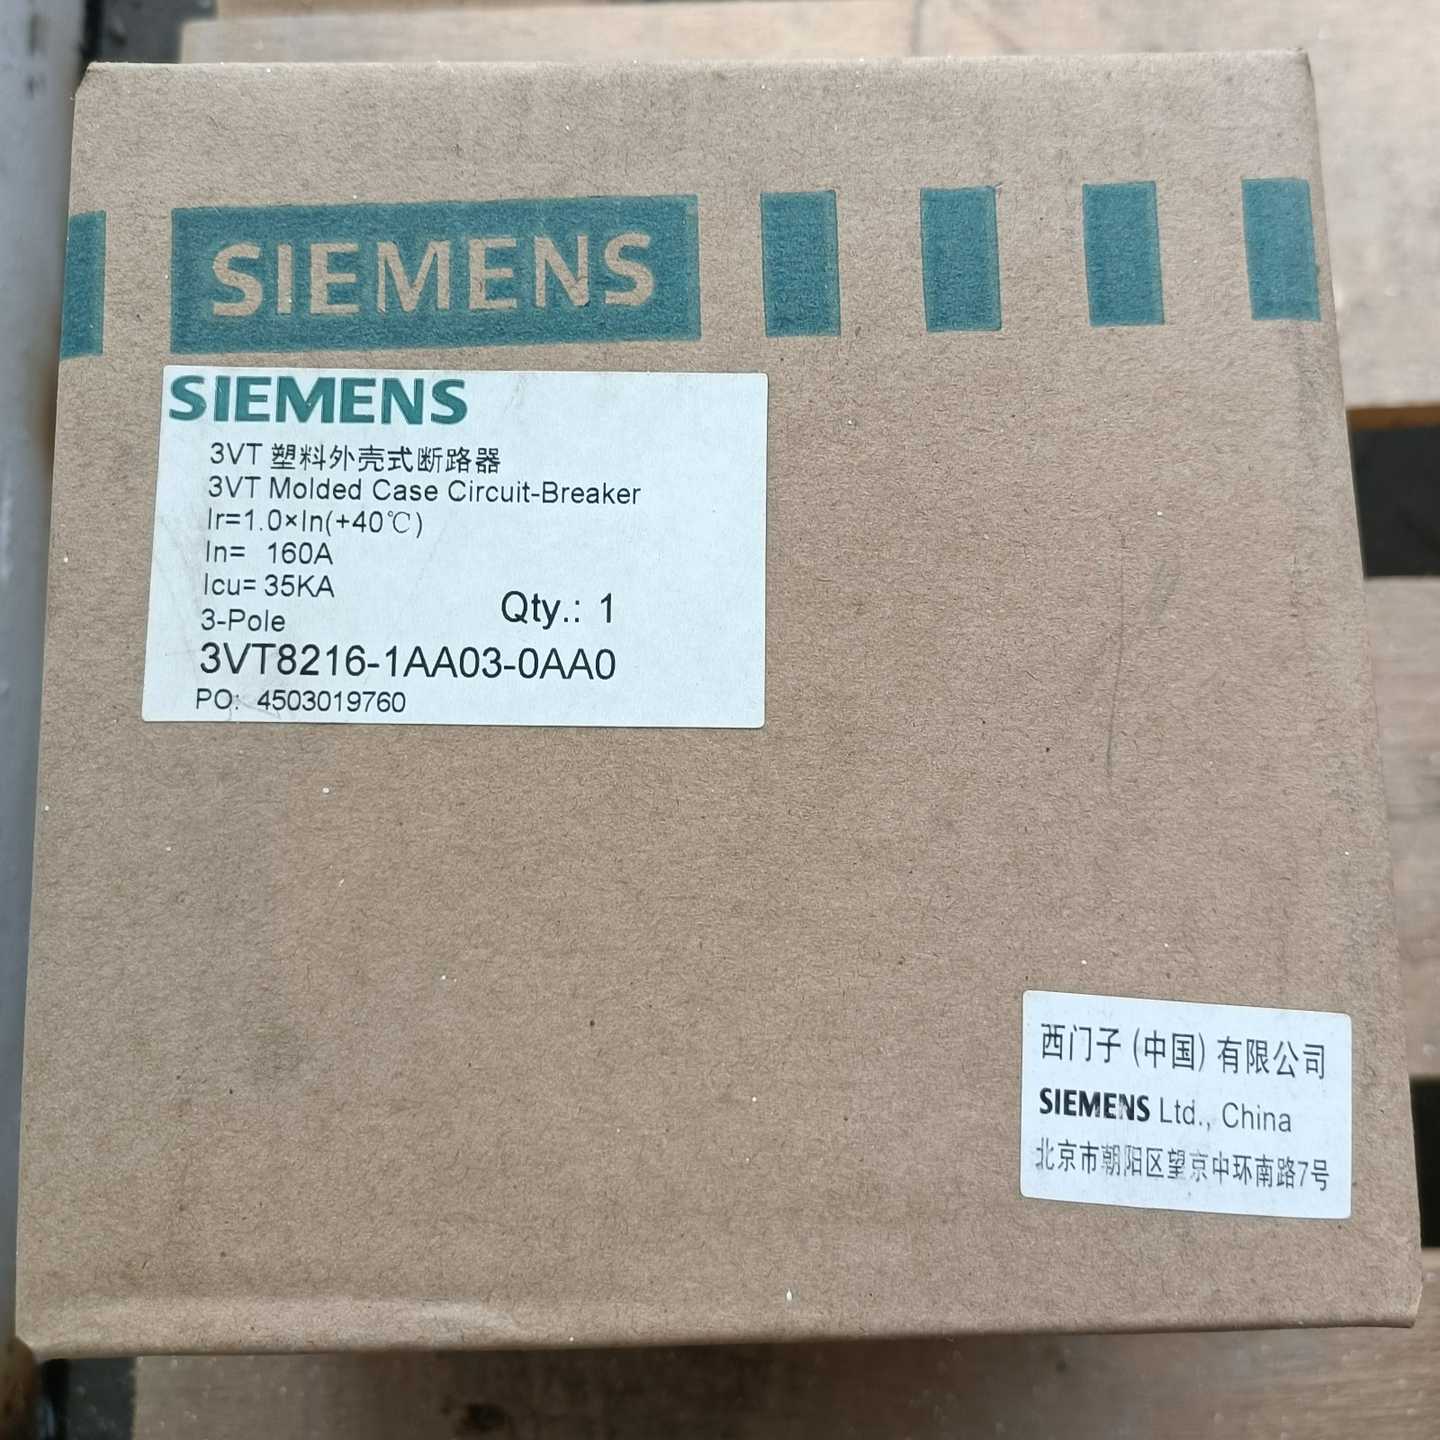 SIEMENS
SIEMENS
3VT 塑料外壳式断路器
3VT Molded Case Circuit-Breaker
Ir=1.0×In(+40℃)
In= 160A
Icu= 35KA
3-Pole
Qty.: 1
3VT8216-1AA03-0AA0
PO: 4503019760
西门子 (中国) 有限公司
SIEMENS Ltd., China
北京市朝阳区望京中环南路7号